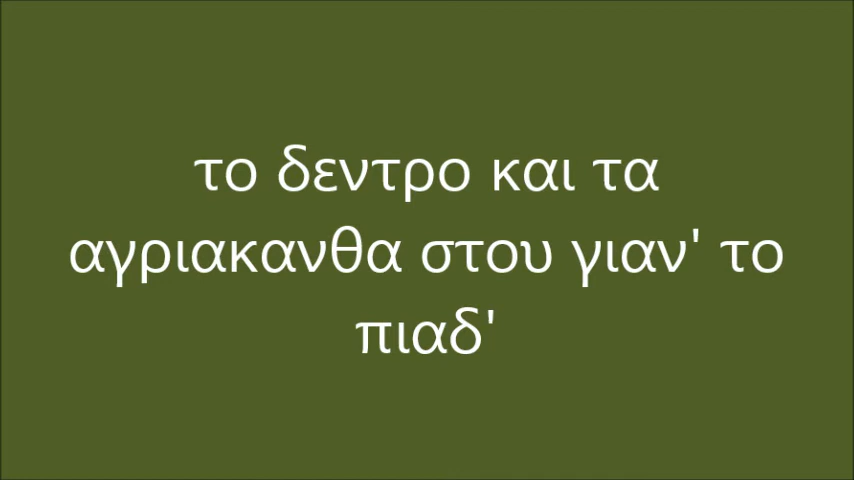 το δεντρο και τα
αγριακανθα στου γιαν' το
πιαδ'